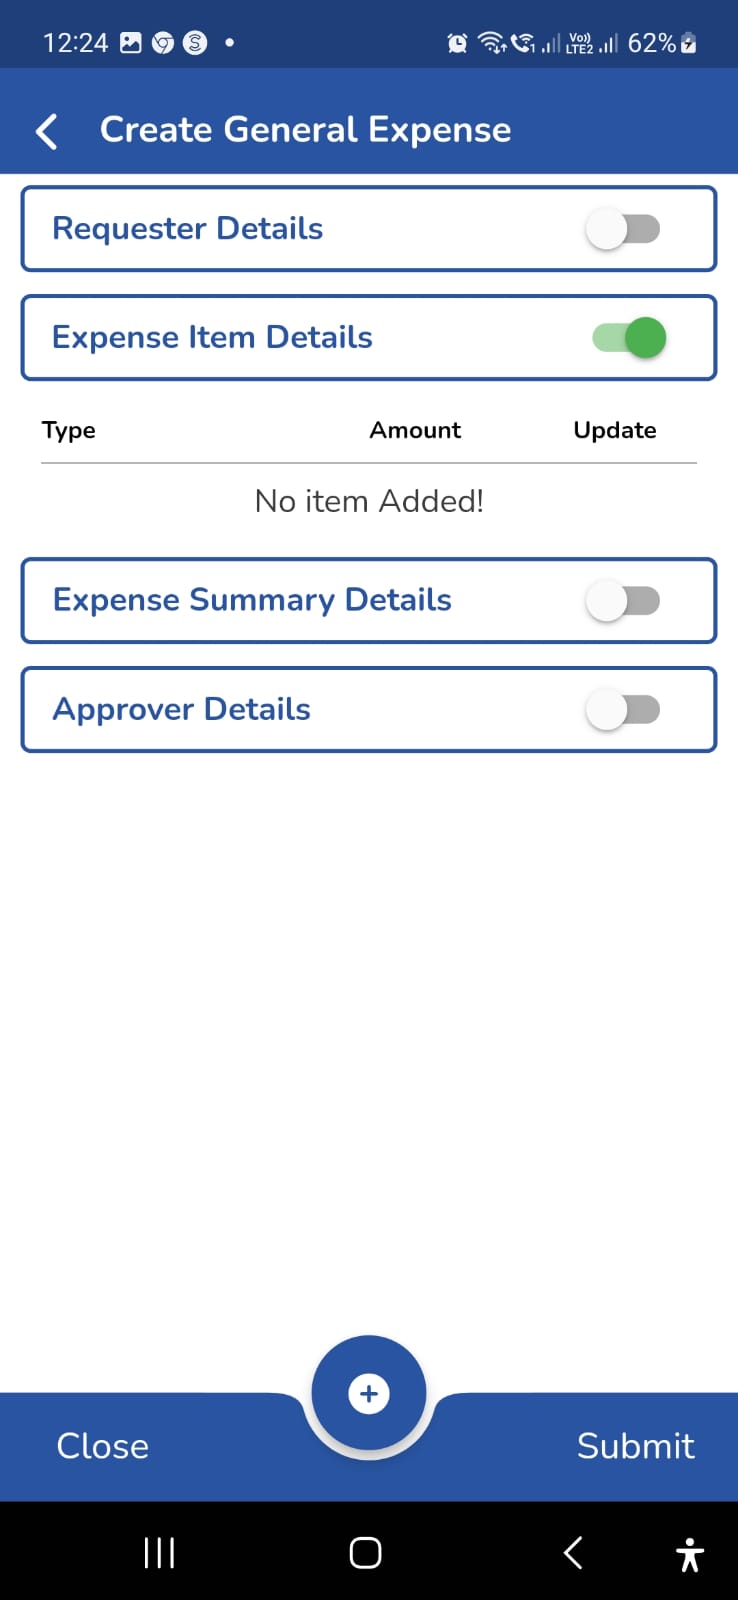 12:24 62%
Vo))
LTE2
1
Create General Expense
Requester Details
Expense Item Details
Type Amount Update
No item Added!
Expense Summary Details
Approver Details
Close Submit